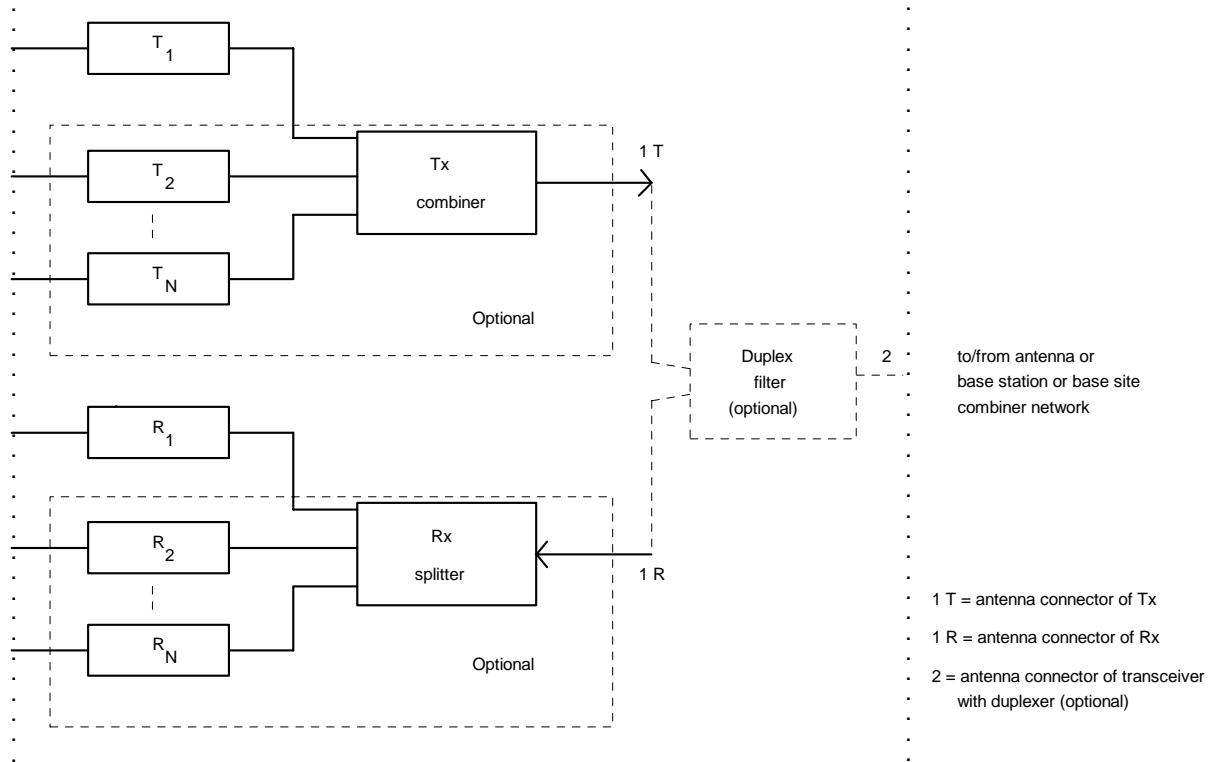 T1
T2
TN
Tx
combiner
1 T
Optional
Duplex
filter
(optional)
2
to/from antenna or
base station or base site
combiner network
R1
R2
RN
Rx
splitter
1 R
Optional
1 T = antenna connector of Tx
1 R = antenna connector of Rx
2 = antenna connector of transceiver
with duplexer (optional)